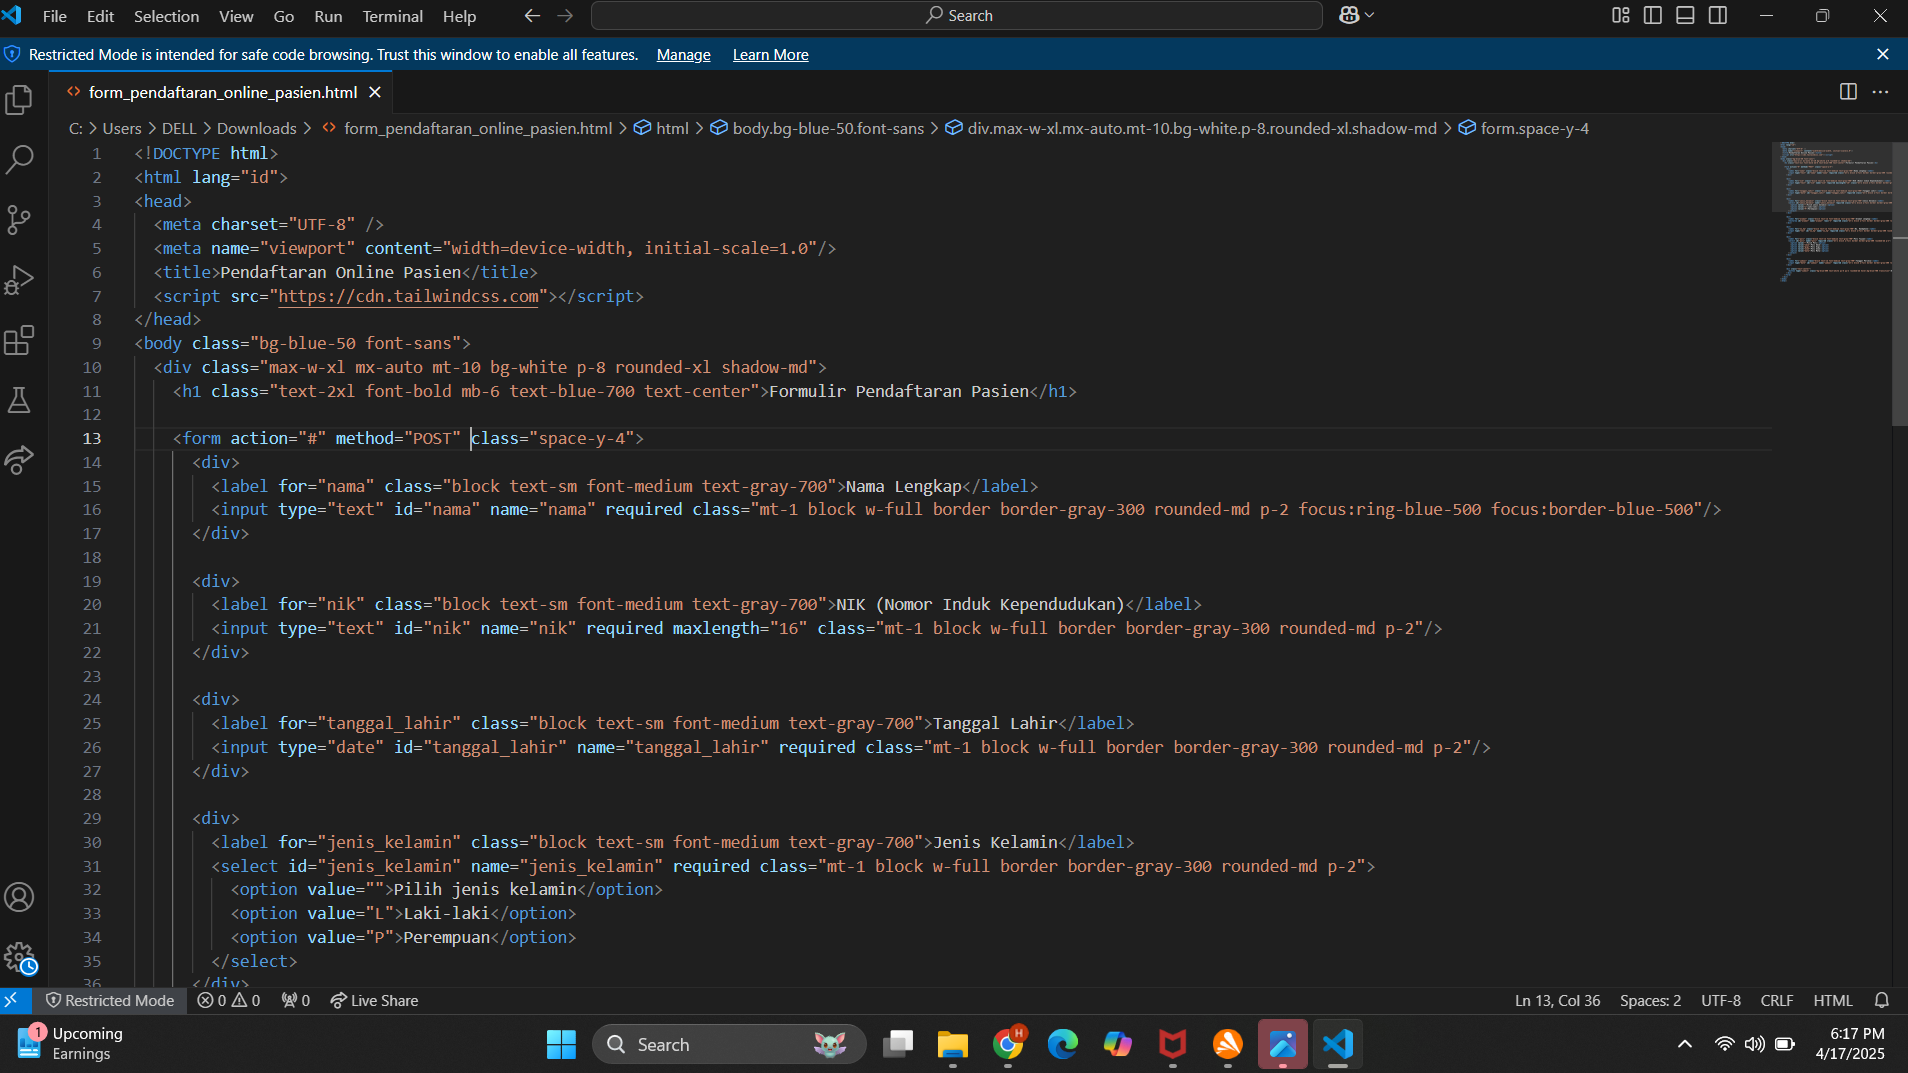 File Edit Selection View Go Run Terminal Help Search
Restricted Mode is intended for safe code browsing. Trust this window to enable all features. Manage Learn More
form_pendaftaran_online_pasien.html
C: > Users > DELL > Downloads > form_pendaftaran_online_pasien.html > html > body.bg-blue-50.font-sans > div.max-w-xl.mx-auto.mt-10.bg-white.p-8.rounded-xl.shadow-md > form.space-y-4
1 <!DOCTYPE html>
2 <html lang="id">
3 <head>
4 <meta charset="UTF-8" />
5 <meta name="viewport" content="width=device-width, initial-scale=1.0"/>
6 <title>Pendaftaran Online Pasien</title>
7 <script src="https://cdn.tailwindcss.com"></script>
8 </head>
9 <body class="bg-blue-50 font-sans">
10 <div class="max-w-xl mx-auto mt-10 bg-white p-8 rounded-xl shadow-md">
11 <h1 class="text-2xl font-bold mb-6 text-blue-700 text-center">Formulir Pendaftaran Pasien</h1>
12
13 <form action="#" method="POST" class="space-y-4">
14 <div>
15 <label for="nama" class="block text-sm font-medium text-gray-700">Nama Lengkap</label>
16 <input type="text" id="nama" name="nama" required class="mt-1 block w-full border border-gray-300 rounded-md p-2 focus:ring-blue-500 focus:border-blue-500"/>
17 </div>
18
19 <div>
20 <label for="nik" class="block text-sm font-medium text-gray-700">NIK (Nomor Induk Kependudukan)</label>
21 <input type="text" id="nik" name="nik" required maxlength="16" class="mt-1 block w-full border border-gray-300 rounded-md p-2"/>
22 </div>
23
24 <div>
25 <label for="tanggal_lahir" class="block text-sm font-medium text-gray-700">Tanggal Lahir</label>
26 <input type="date" id="tanggal_lahir" name="tanggal_lahir" required class="mt-1 block w-full border border-gray-300 rounded-md p-2"/>
27 </div>
28
29 <div>
30 <label for="jenis_kelamin" class="block text-sm font-medium text-gray-700">Jenis Kelamin</label>
31 <select id="jenis_kelamin" name="jenis_kelamin" required class="mt-1 block w-full border border-gray-300 rounded-md p-2">
32 <option value="">Pilih jenis kelamin</option>
33 <option value="L">Laki-laki</option>
34 <option value="P">Perempuan</option>
35 </select>
36 </div>
Restricted Mode 0 0 0 Live Share Ln 13, Col 36 Spaces: 2 UTF-8 CRLF HTML
1 Upcoming
Earnings
Search
H
6:17 PM
4/17/2025